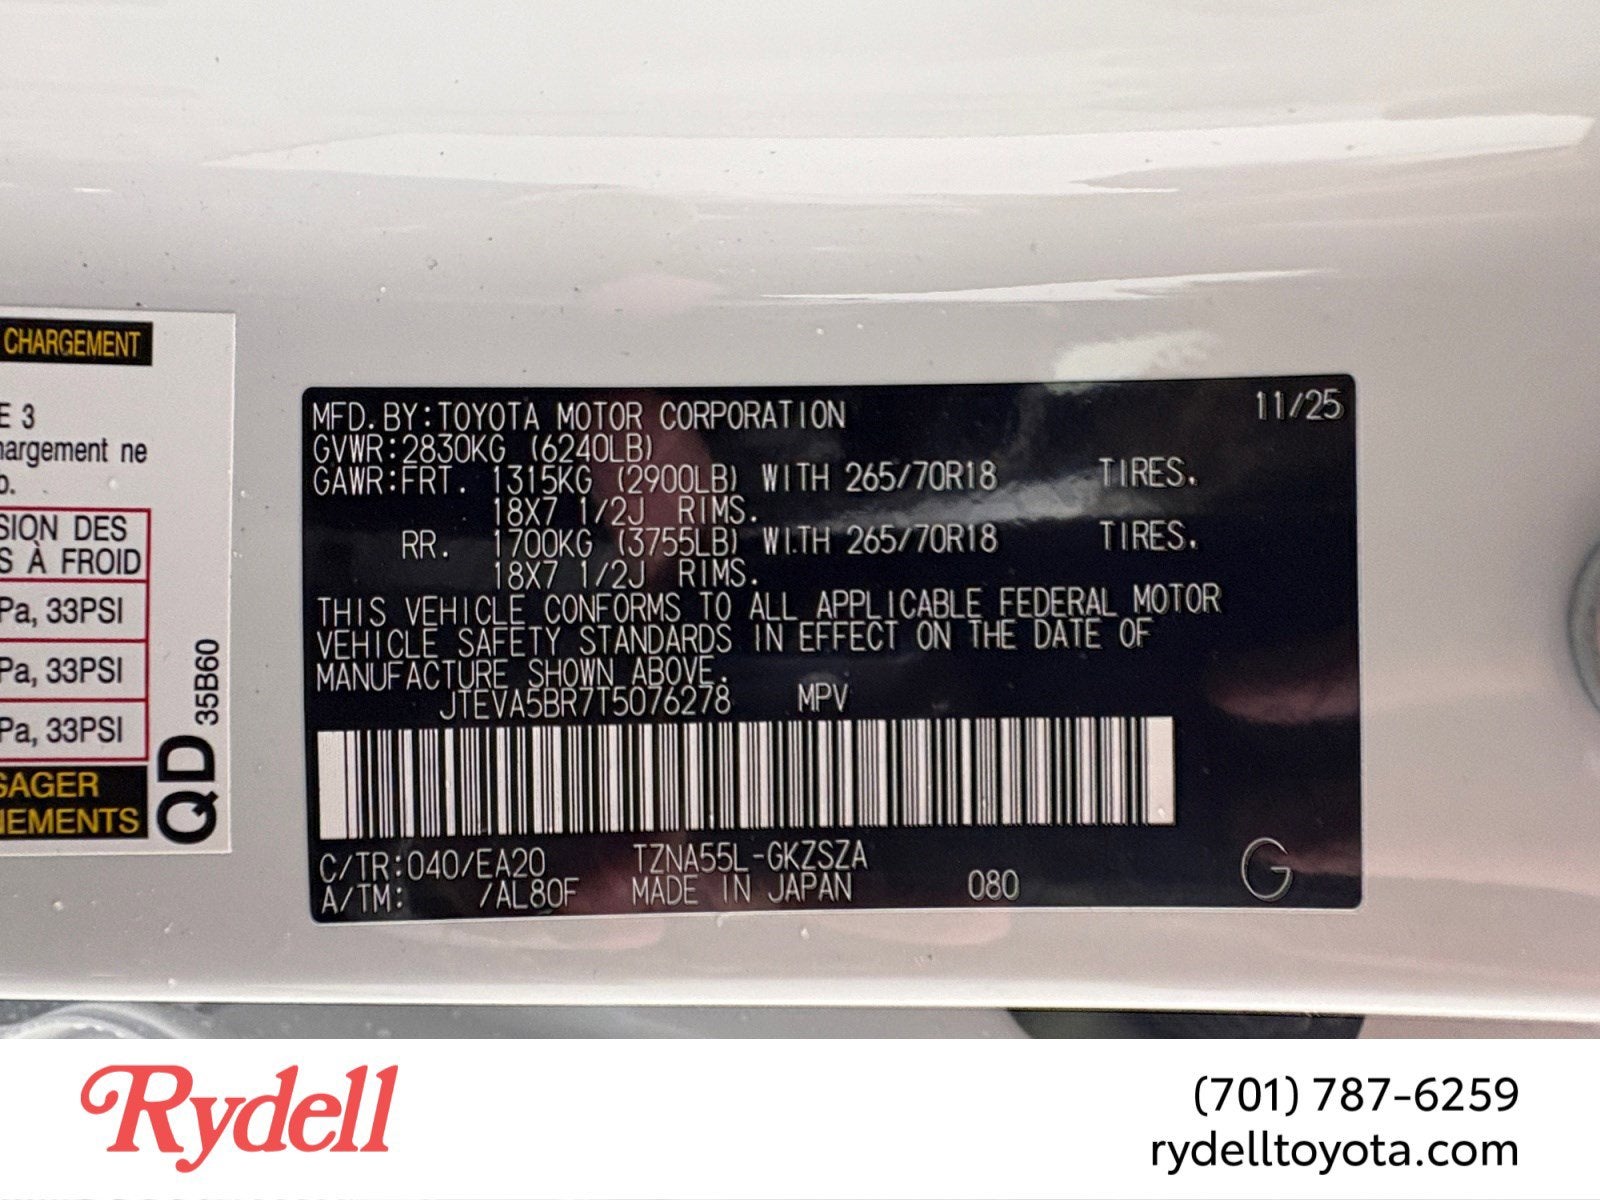 CHARGEMENT
E 3
hargement ne
b.
SION DES
S À FROID
Pa, 33PSI
Pa, 33PSI
Pa, 33PSI
SAGER
NEMENTS
QD 35B60
MFD. BY:TOYOTA MOTOR CORPORATION 11/25
GVWR:2830KG (6240LB)
GAWR:FRT. 1315KG (2900LB) WITH 265/70R18 TIRES.
18X7 1/2J RIMS.
RR. 1700KG (3755LB) WITH 265/70R18 TIRES.
18X7 1/2J RIMS.
THIS VEHICLE CONFORMS TO ALL APPLICABLE FEDERAL MOTOR
VEHICLE SAFETY STANDARDS IN EFFECT ON THE DATE OF
MANUFACTURE SHOWN ABOVE.
JTEVA5BR7T5076278 MPV
C/TR:040/EA20 TZNA55L-GKZSZA
A/TM: /AL80F MADE IN JAPAN 080 G
Rydell
(701) 787-6259
rydelltoyota.com